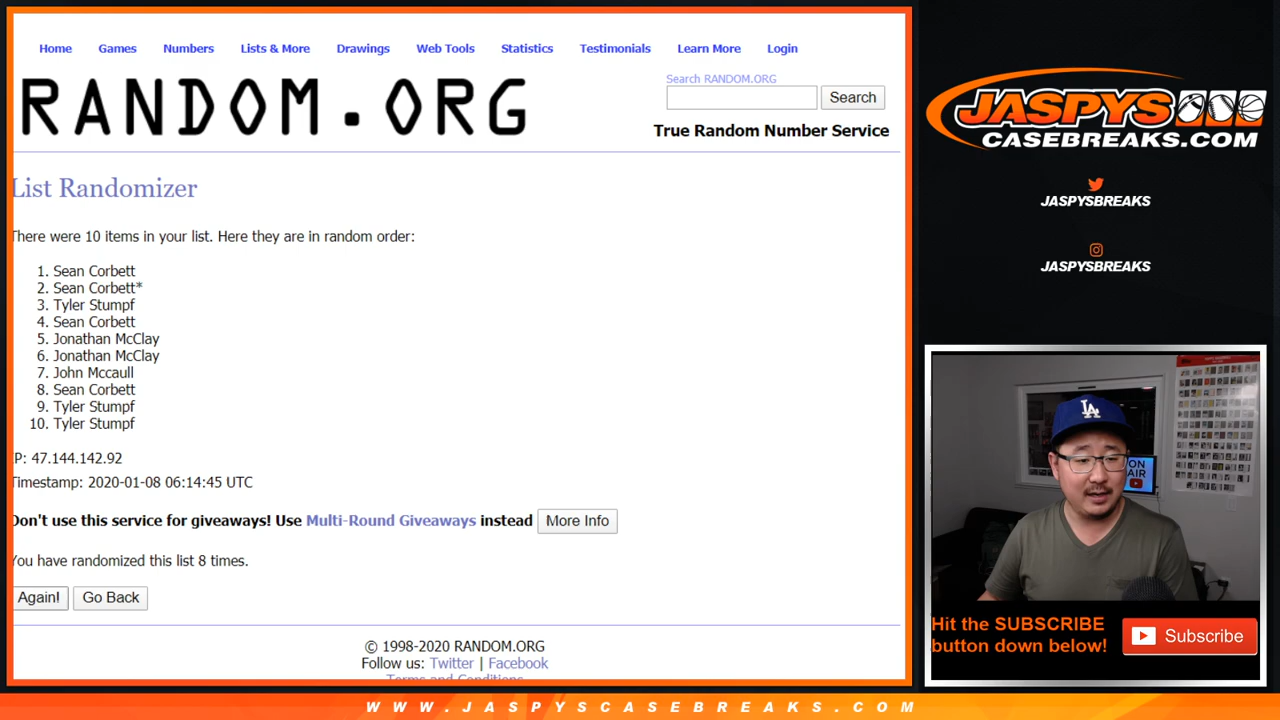 Home Games Numbers Lists & More Drawings Web Tools Statistics Testimonials Learn More Login
RANDOM.ORG
Search RANDOM.ORG
Search
True Random Number Service
List Randomizer
There were 10 items in your list. Here they are in random order:
1. Sean Corbett
2. Sean Corbett*
3. Tyler Stumpf
4. Sean Corbett
5. Jonathan McClay
6. Jonathan McClay
7. John Mccaull
8. Sean Corbett
9. Tyler Stumpf
10. Tyler Stumpf
IP: 47.144.142.92
Timestamp: 2020-01-08 06:14:45 UTC
Don't use this service for giveaways! Use Multi-Round Giveaways instead More Info
You have randomized this list 8 times.
Again! Go Back
© 1998-2020 RANDOM.ORG
Follow us: Twitter | Facebook
Terms and Conditions
JASPYS
CASEBREAKS.COM
JASPYSBREAKS
JASPYSBREAKS
LA
ON
AIR
Hit the SUBSCRIBE
button down below!
Subscribe
WWW.JASPYSCASEBREAKS.COM